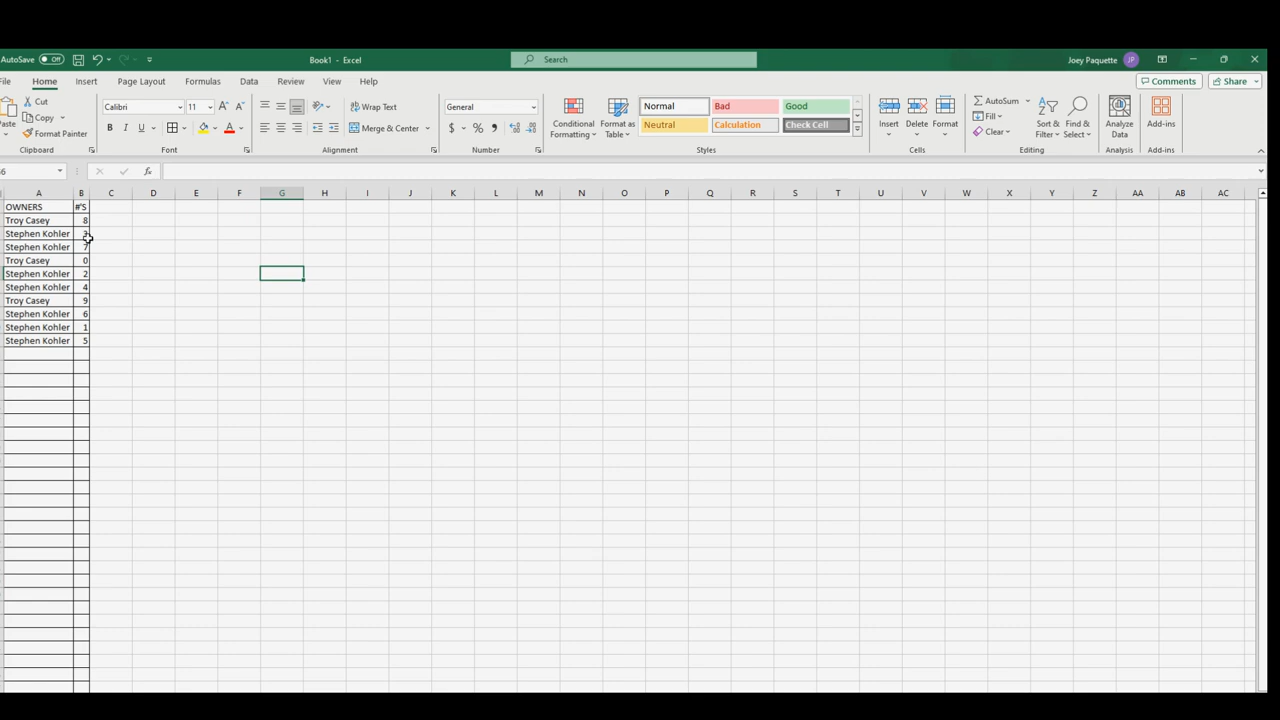 AutoSave Off Book1 - Excel Search Joey Paquette JP
File Home Insert Page Layout Formulas Data Review View Help Comments Share
Cut Calibri 11 A A Wrap Text General Normal Bad Good AutoSum
Copy Fill
Paste Format Painter B I U Merge & Center $ % Conditional Formatting Format as Table Neutral Calculation Check Cell Insert Delete Format Clear Sort & Filter Find & Select Analyze Data Add-ins
Clipboard Font Alignment Number Styles Cells Editing Analysis Add-ins
fx
A B C D E F G H I J K L M N O P Q R S T U V W X Y Z AA AB AC
OWNERS #'S
Troy Casey 8
Stephen Kohler
Stephen Kohler 7
Troy Casey 0
Stephen Kohler 2
Stephen Kohler 4
Troy Casey 9
Stephen Kohler 6
Stephen Kohler 1
Stephen Kohler 5